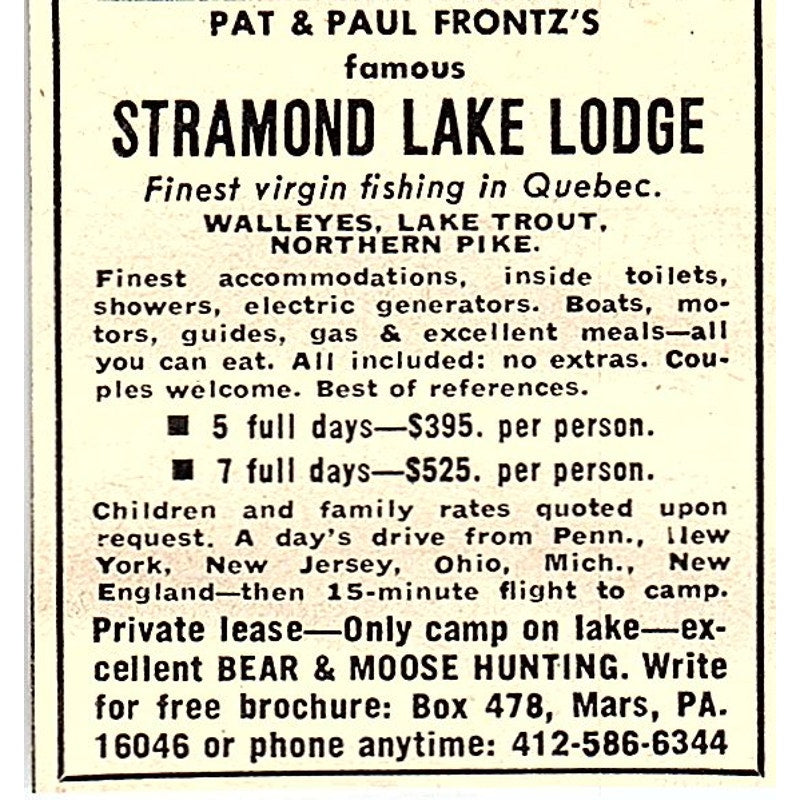 PAT & PAUL FRONTZ'S
famous
STRAMOND LAKE LODGE
Finest virgin fishing in Quebec.
WALLEYES, LAKE TROUT,
NORTHERN PIKE.
Finest accommodations, inside toilets,
showers, electric generators. Boats, mo-
tors, guides, gas & excellent meals—all
you can eat. All included: no extras. Cou-
ples welcome. Best of references.
■ 5 full days—$395. per person.
■ 7 full days—$525. per person.
Children and family rates quoted upon
request. A day's drive from Penn., New
York, New Jersey, Ohio, Mich., New
England—then 15-minute flight to camp.
Private lease—Only camp on lake—ex-
cellent BEAR & MOOSE HUNTING. Write
for free brochure: Box 478, Mars, PA.
16046 or phone anytime: 412-586-6344